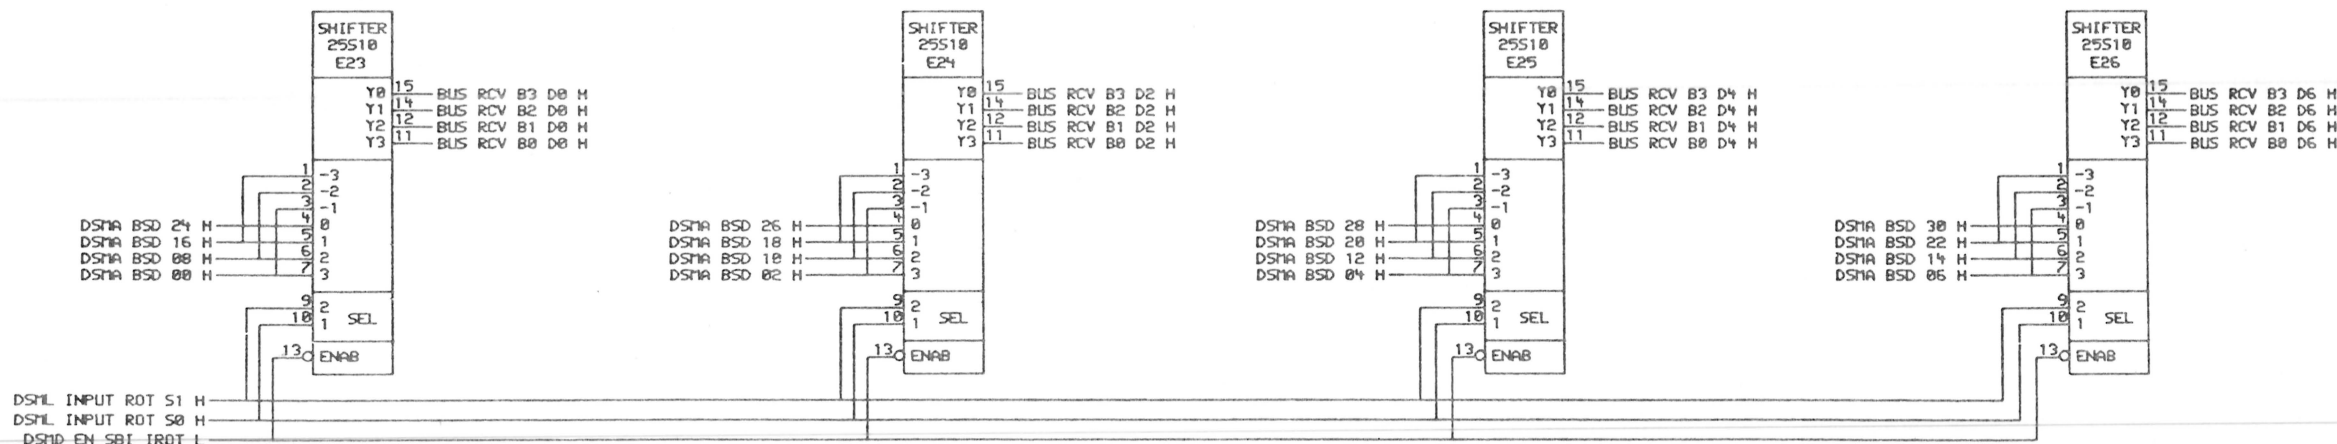 SHIFTER
25S10
E23
Y0 15 BUS RCV B3 D0 H
Y1 14 BUS RCV B2 D0 H
Y2 12 BUS RCV B1 D0 H
Y3 11 BUS RCV B0 D0 H
1 -3
2 -2
3 -1
DSMA BSD 24 H 4 0
DSMA BSD 16 H 5 1
DSMA BSD 08 H 6 2
DSMA BSD 00 H 7 3
9 2
10 1 SEL
13 ENAB
SHIFTER
25S10
E24
Y0 15 BUS RCV B3 D2 H
Y1 14 BUS RCV B2 D2 H
Y2 12 BUS RCV B1 D2 H
Y3 11 BUS RCV B0 D2 H
1 -3
2 -2
3 -1
DSMA BSD 26 H 4 0
DSMA BSD 18 H 5 1
DSMA BSD 10 H 6 2
DSMA BSD 02 H 7 3
9 2
10 1 SEL
13 ENAB
SHIFTER
25S10
E25
Y0 15 BUS RCV B3 D4 H
Y1 14 BUS RCV B2 D4 H
Y2 12 BUS RCV B1 D4 H
Y3 11 BUS RCV B0 D4 H
1 -3
2 -2
3 -1
DSMA BSD 28 H 4 0
DSMA BSD 20 H 5 1
DSMA BSD 12 H 6 2
DSMA BSD 04 H 7 3
9 2
10 1 SEL
13 ENAB
SHIFTER
25S10
E26
Y0 15 BUS RCV B3 D6 H
Y1 14 BUS RCV B2 D6 H
Y2 12 BUS RCV B1 D6 H
Y3 11 BUS RCV B0 D6 H
1 -3
2 -2
3 -1
DSMA BSD 30 H 4 0
DSMA BSD 22 H 5 1
DSMA BSD 14 H 6 2
DSMA BSD 06 H 7 3
9 2
10 1 SEL
13 ENAB
DSML INPUT ROT S1 H
DSML INPUT ROT S0 H
DSMD EN SBI IROT L